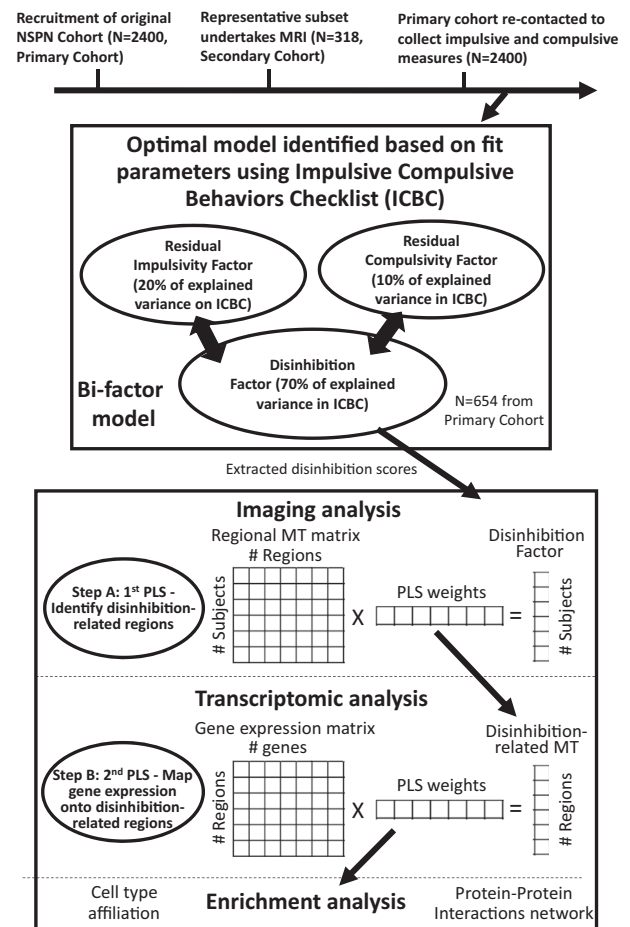 Recruitment of original
NSPN Cohort (N=2400,
Primary Cohort)
Representative subset
undertakes MRI (N=318,
Secondary Cohort)
Primary cohort re-contacted to
collect impulsive and compulsive
measures (N=2400)
Optimal model identified based on fit
parameters using Impulsive Compulsive
Behaviors Checklist (ICBC)
Residual
Impulsivity Factor
(20% of explained
variance on ICBC)
Residual
Compulsivity Factor
(10% of explained
variance in ICBC)
Disinhibition
Factor (70% of explained
variance in ICBC)
Bi-factor
model
N=654 from
Primary Cohort
Extracted disinhibition scores
Imaging analysis
Regional MT matrix
# Regions
Disinhibition
Factor
Step A: 1st PLS -
Identify disinhibition-
related regions
# Subjects
X
PLS weights
=
# Subjects
Transcriptomic analysis
Gene expression matrix
# genes
Disinhibition-
related MT
Step B: 2nd PLS - Map
gene expression
onto disinhibition-
related regions
# Regions
X
PLS weights
=
# Regions
Cell type
affiliation
Enrichment analysis
Protein-Protein
Interactions network